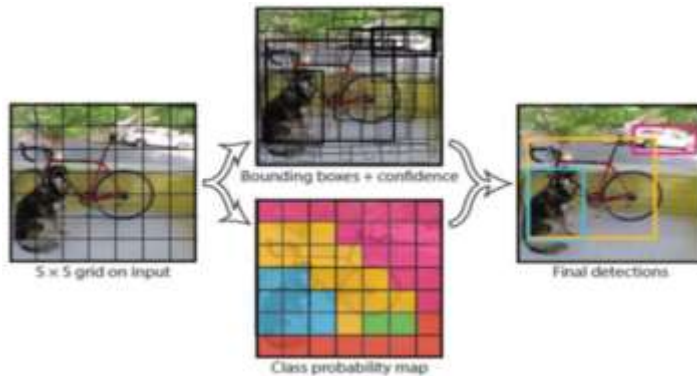 Bounding boxes + confidence
S × S grid on input
Final detections
Class probability map